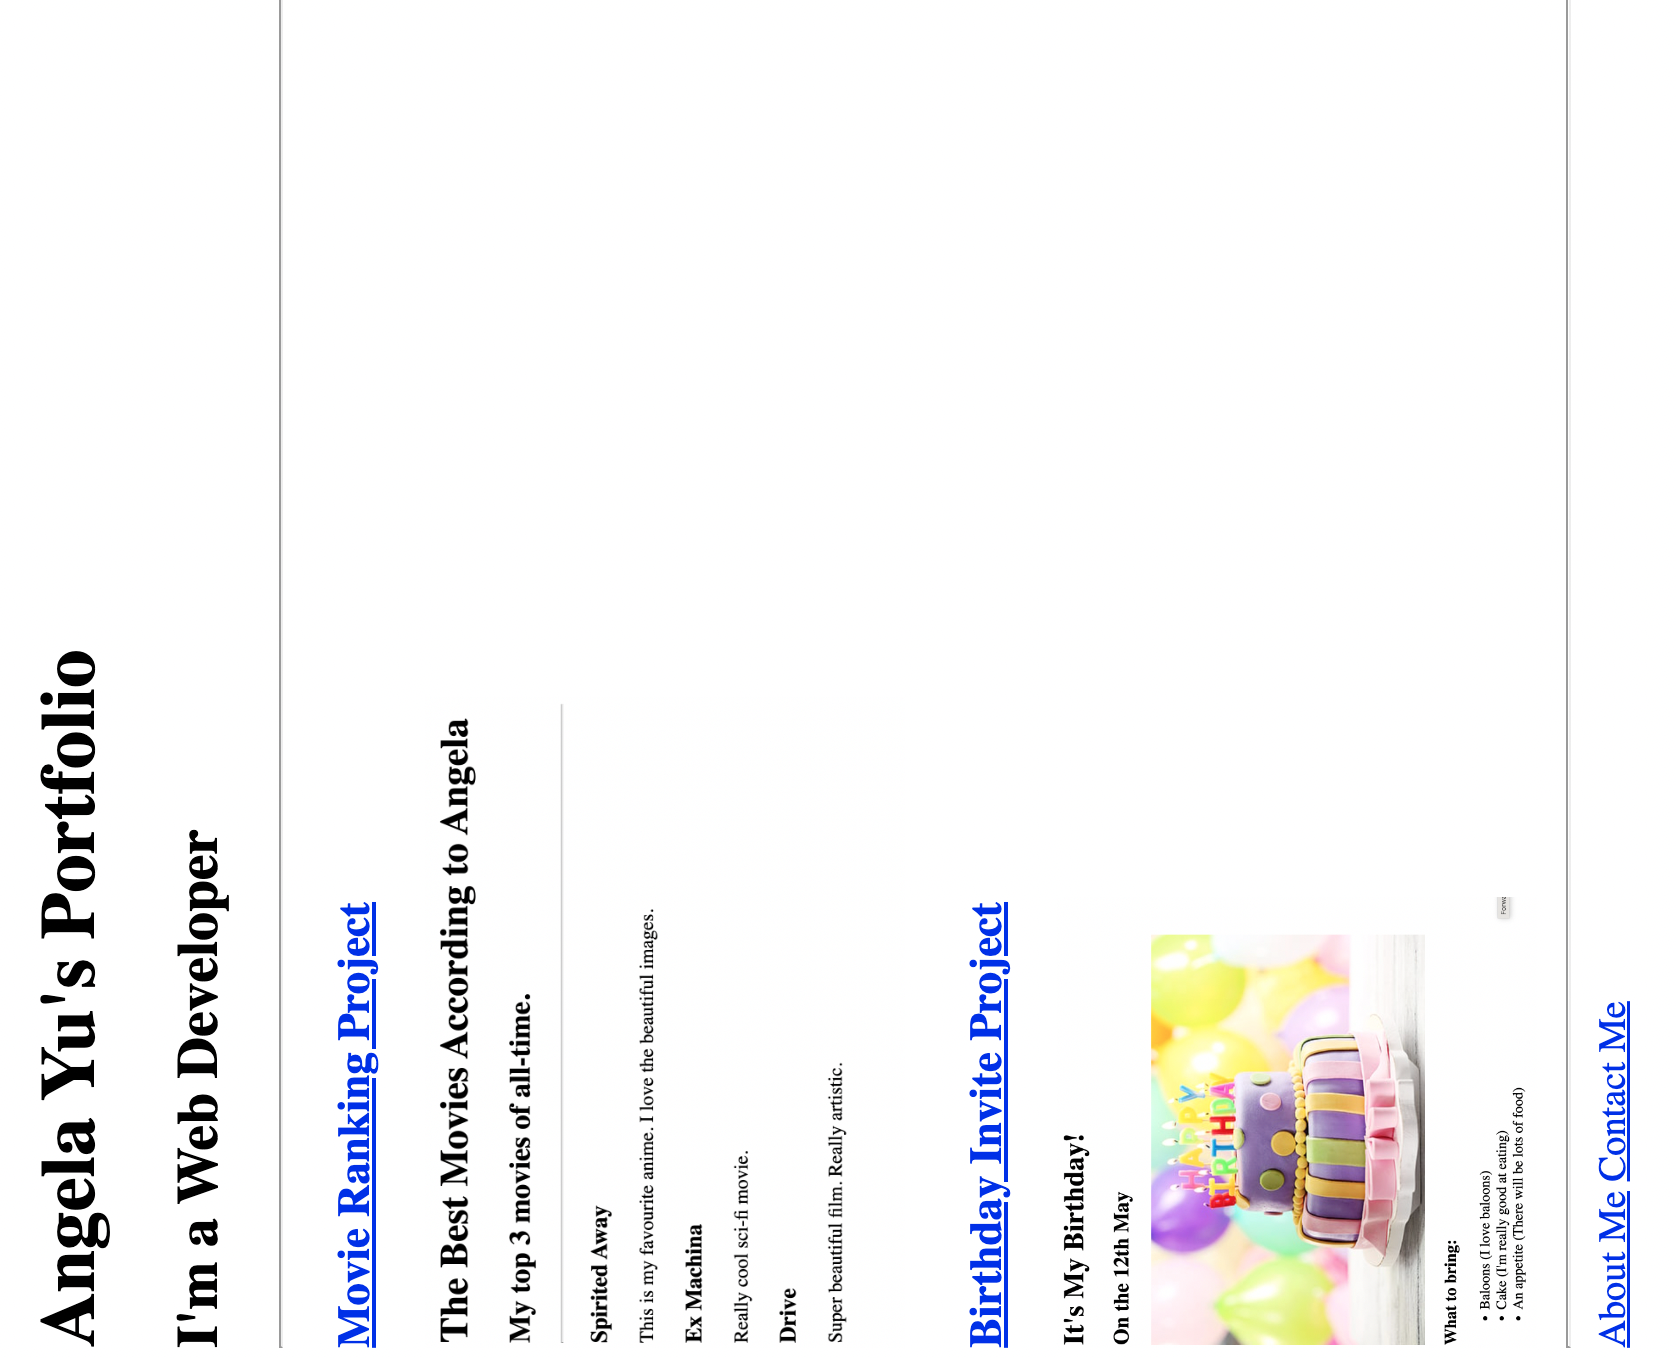 Angela Yu's Portfolio
I'm a Web Developer
Movie Ranking Project
The Best Movies According to Angela
My top 3 movies of all-time.
Spirited Away
This is my favourite anime. I love the beautiful images.
Ex Machina
Really cool sci-fi movie.
Drive
Super beautiful film. Really artistic.
Birthday Invite Project
It's My Birthday!
On the 12th May
HAPPY
BIRTHDAY
What to bring:
• Baloons (I love baloons)
• Cake (I'm really good at eating)
• An appetite (There will be lots of food)
About Me Contact Me